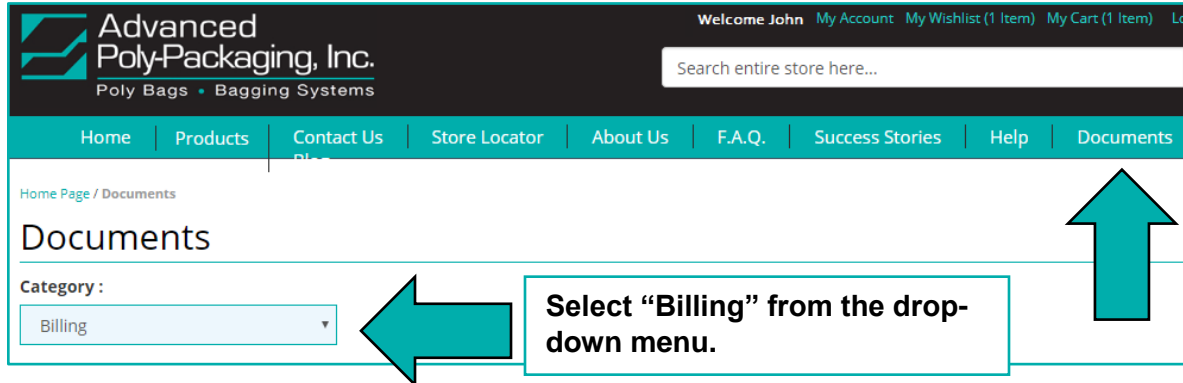 Advanced
Poly-Packaging, Inc.
Poly Bags • Bagging Systems
Welcome John My Account My Wishlist (1 Item) My Cart (1 Item)
Search entire store here...
Home Products Contact Us Store Locator About Us F.A.Q. Success Stories Help Documents
Home Page / Documents
Documents
Category :
Billing
Select “Billing” from the drop-
down menu.